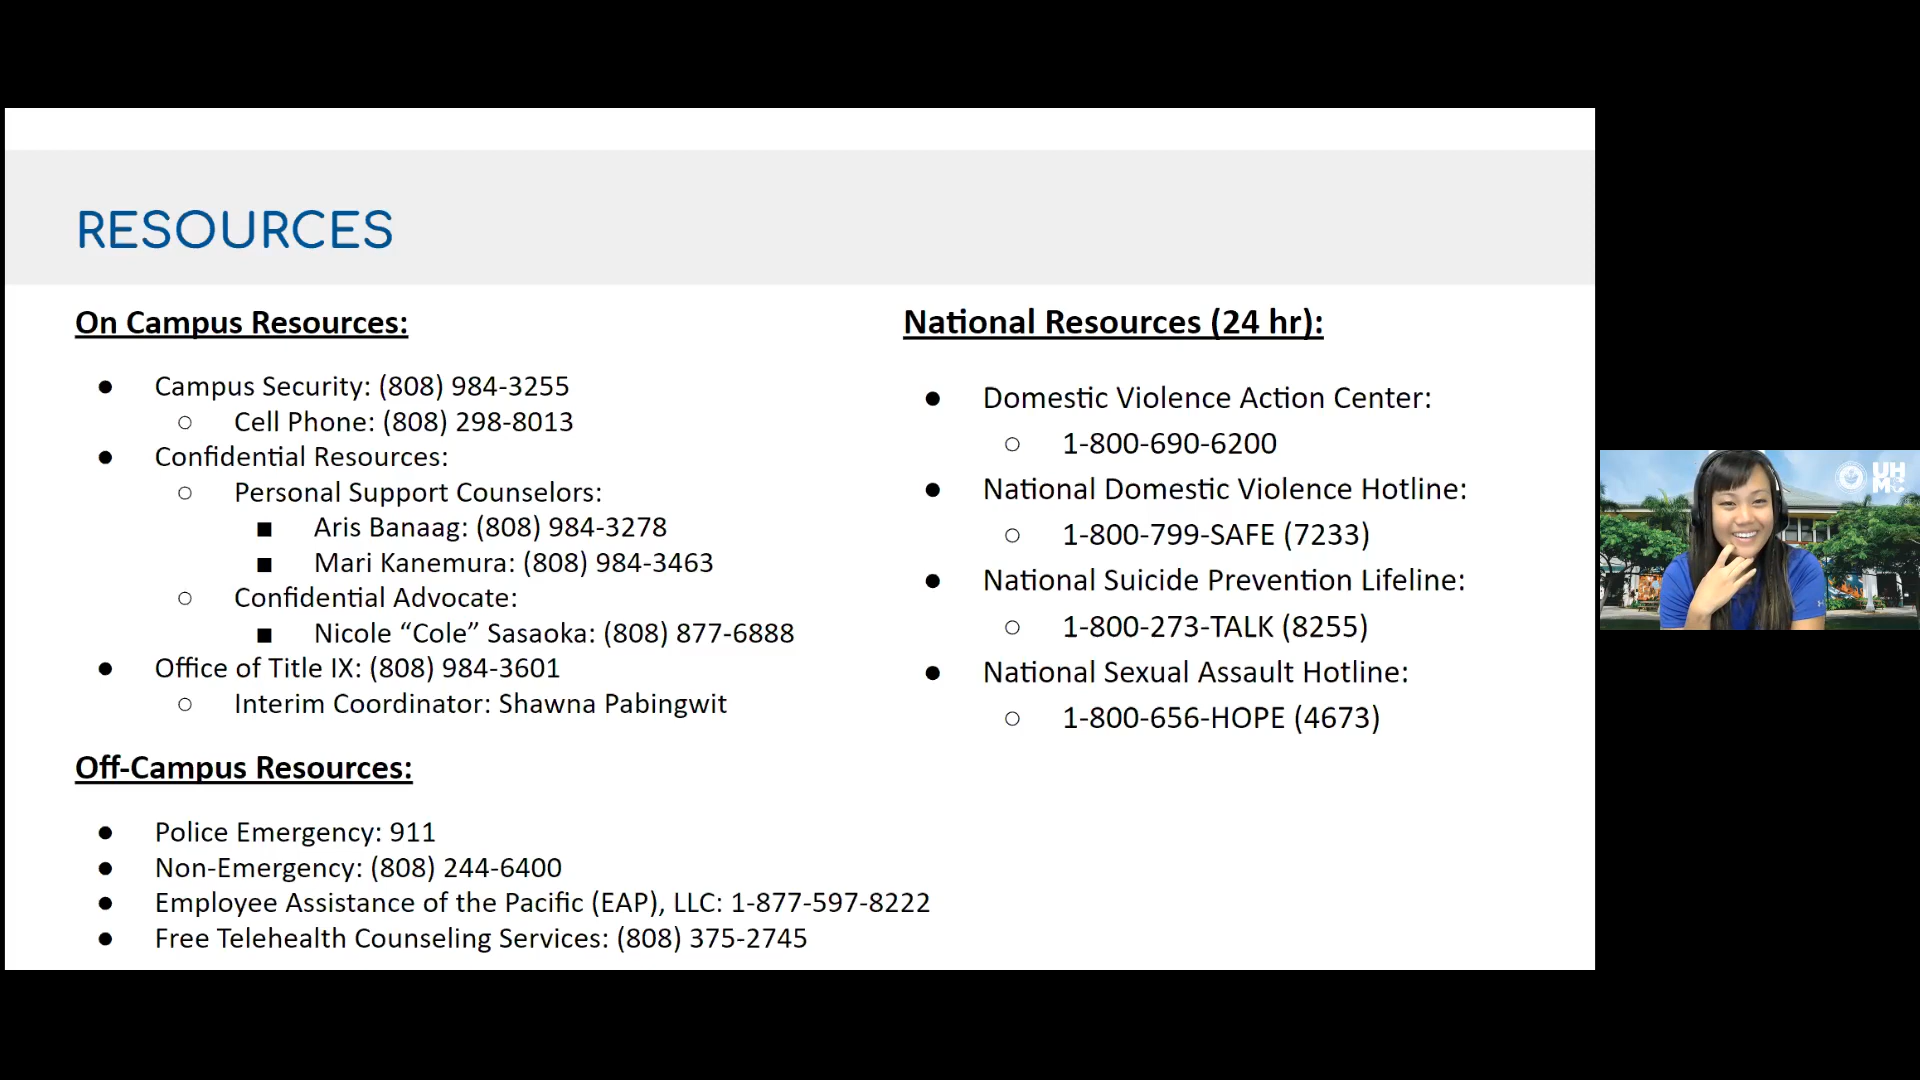 RESOURCES
On Campus Resources:
● Campus Security: (808) 984-3255
○ Cell Phone: (808) 298-8013
● Confidential Resources:
○ Personal Support Counselors:
■ Aris Banaag: (808) 984-3278
■ Mari Kanemura: (808) 984-3463
○ Confidential Advocate:
■ Nicole “Cole” Sasaoka: (808) 877-6888
● Office of Title IX: (808) 984-3601
○ Interim Coordinator: Shawna Pabingwit
Off-Campus Resources:
● Police Emergency: 911
● Non-Emergency: (808) 244-6400
● Employee Assistance of the Pacific (EAP), LLC: 1-877-597-8222
● Free Telehealth Counseling Services: (808) 375-2745
National Resources (24 hr):
● Domestic Violence Action Center:
○ 1-800-690-6200
● National Domestic Violence Hotline:
○ 1-800-799-SAFE (7233)
● National Suicide Prevention Lifeline:
○ 1-800-273-TALK (8255)
● National Sexual Assault Hotline:
○ 1-800-656-HOPE (4673)
UH
MC